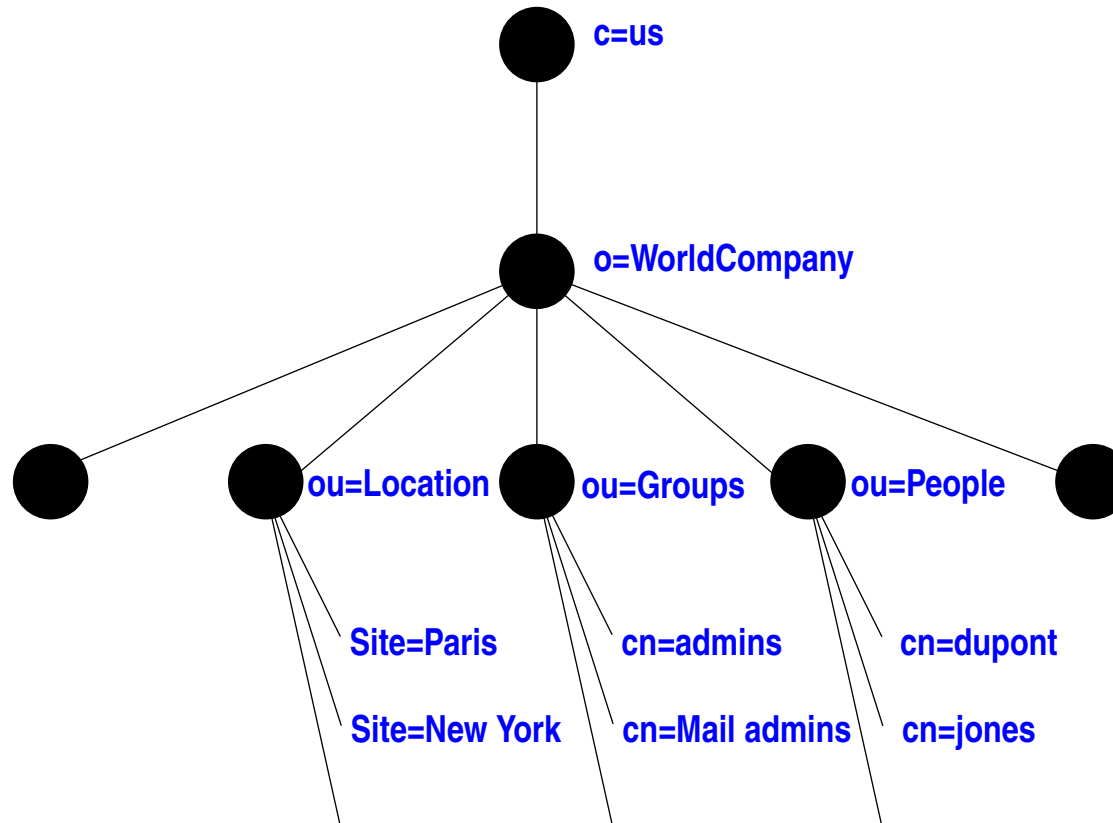 c=us
o=WorldCompany
ou=Location
ou=Groups
ou=People
Site=Paris
cn=admins
cn=dupont
Site=New York
cn=Mail admins
cn=jones